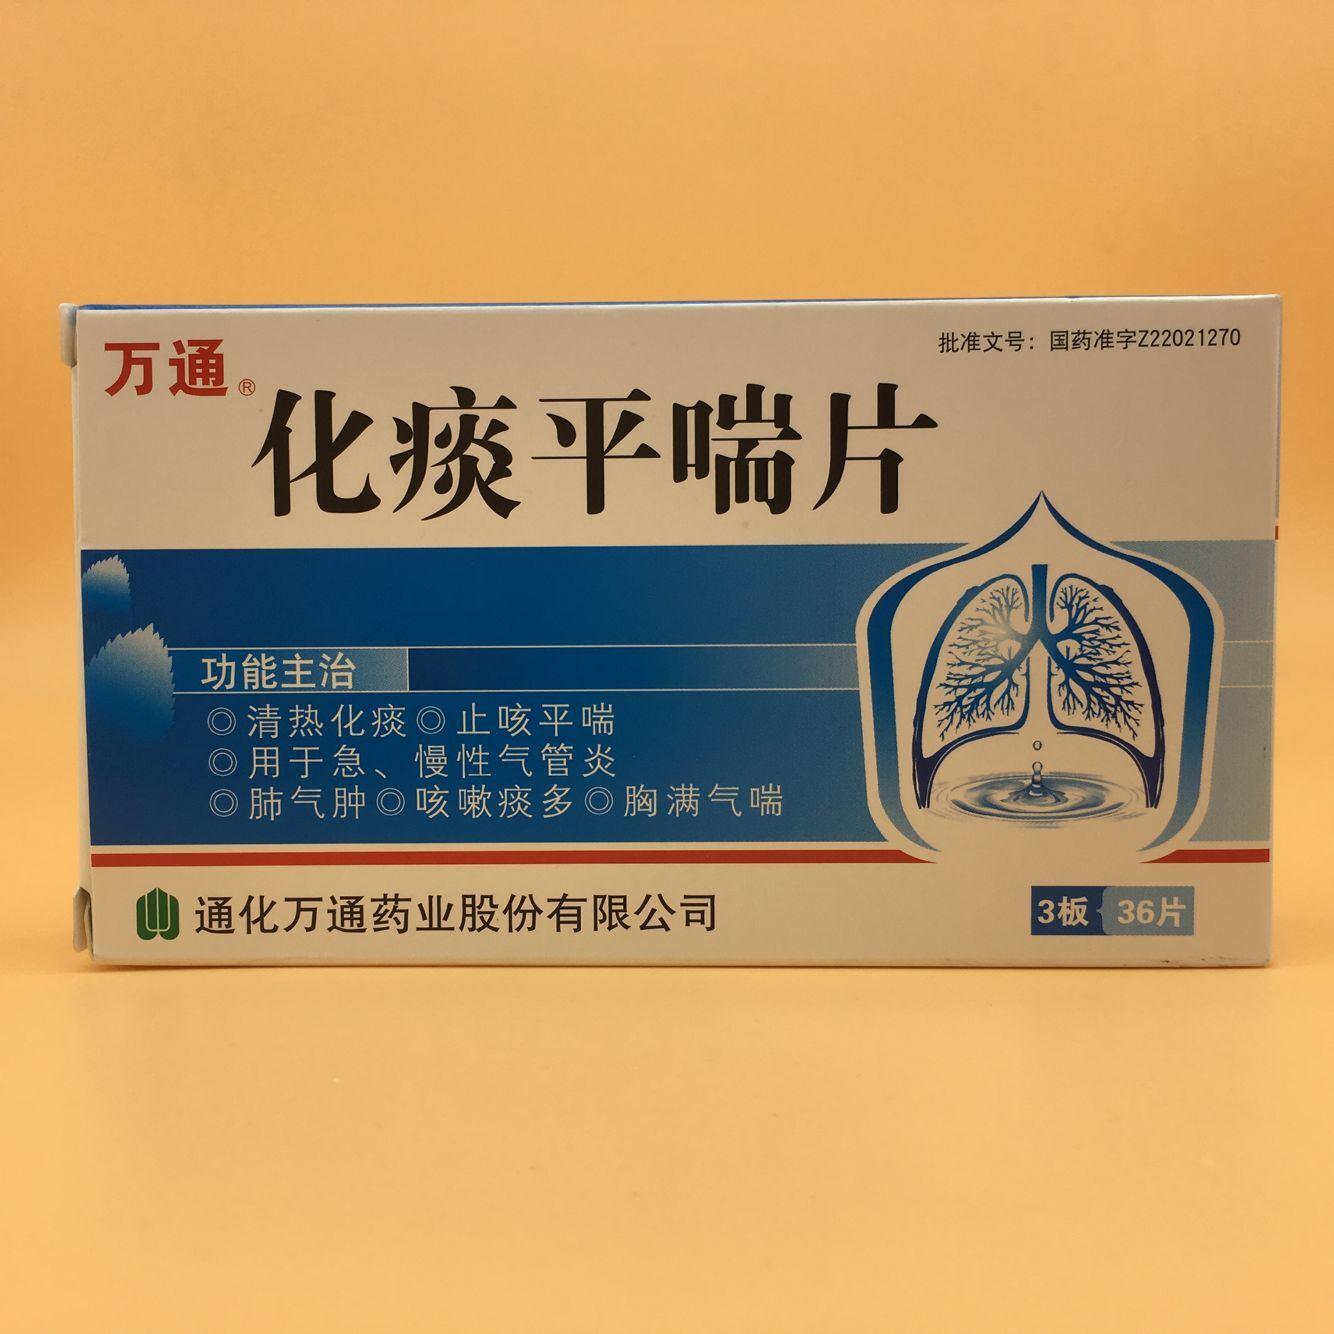 万通®
批准文号：国药准字Z22021270
化痰平喘片
功能主治
◎清热化痰◎止咳平喘
◎用于急、慢性气管炎
◎肺气肿◎咳嗽痰多◎胸满气喘
通化万通药业股份有限公司
3板 36片